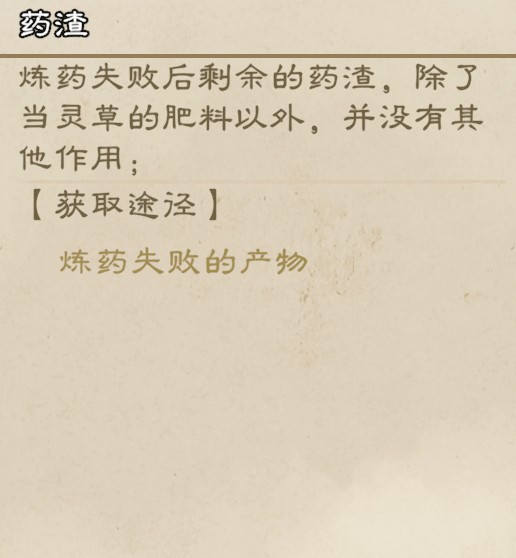 药渣
炼药失败后剩余的药渣，除了
当灵草的肥料以外，并没有其
他作用；
【获取途径】
炼药失败的产物